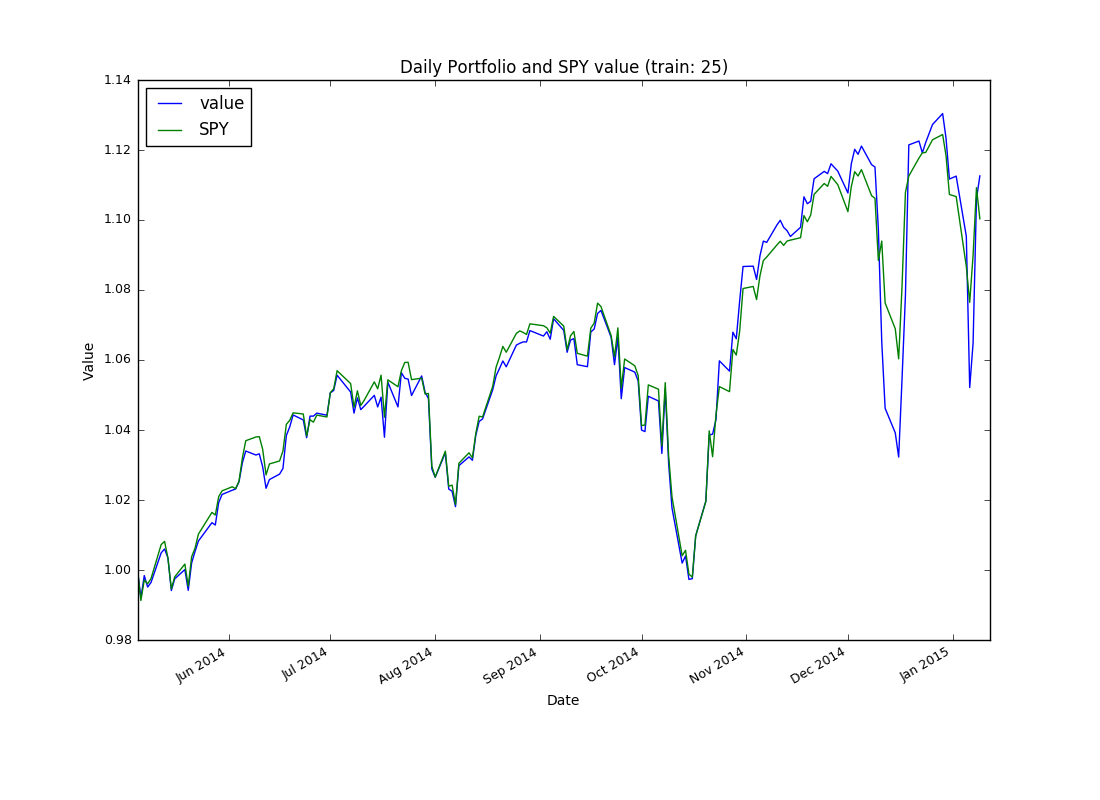 Daily Portfolio and SPY value (train: 25)
value
SPY
1.14
1.12
1.10
1.08
1.06
1.04
1.02
1.00
0.98
Value
Jun 2014
Jul 2014
Aug 2014
Sep 2014
Oct 2014
Nov 2014
Dec 2014
Jan 2015
Date